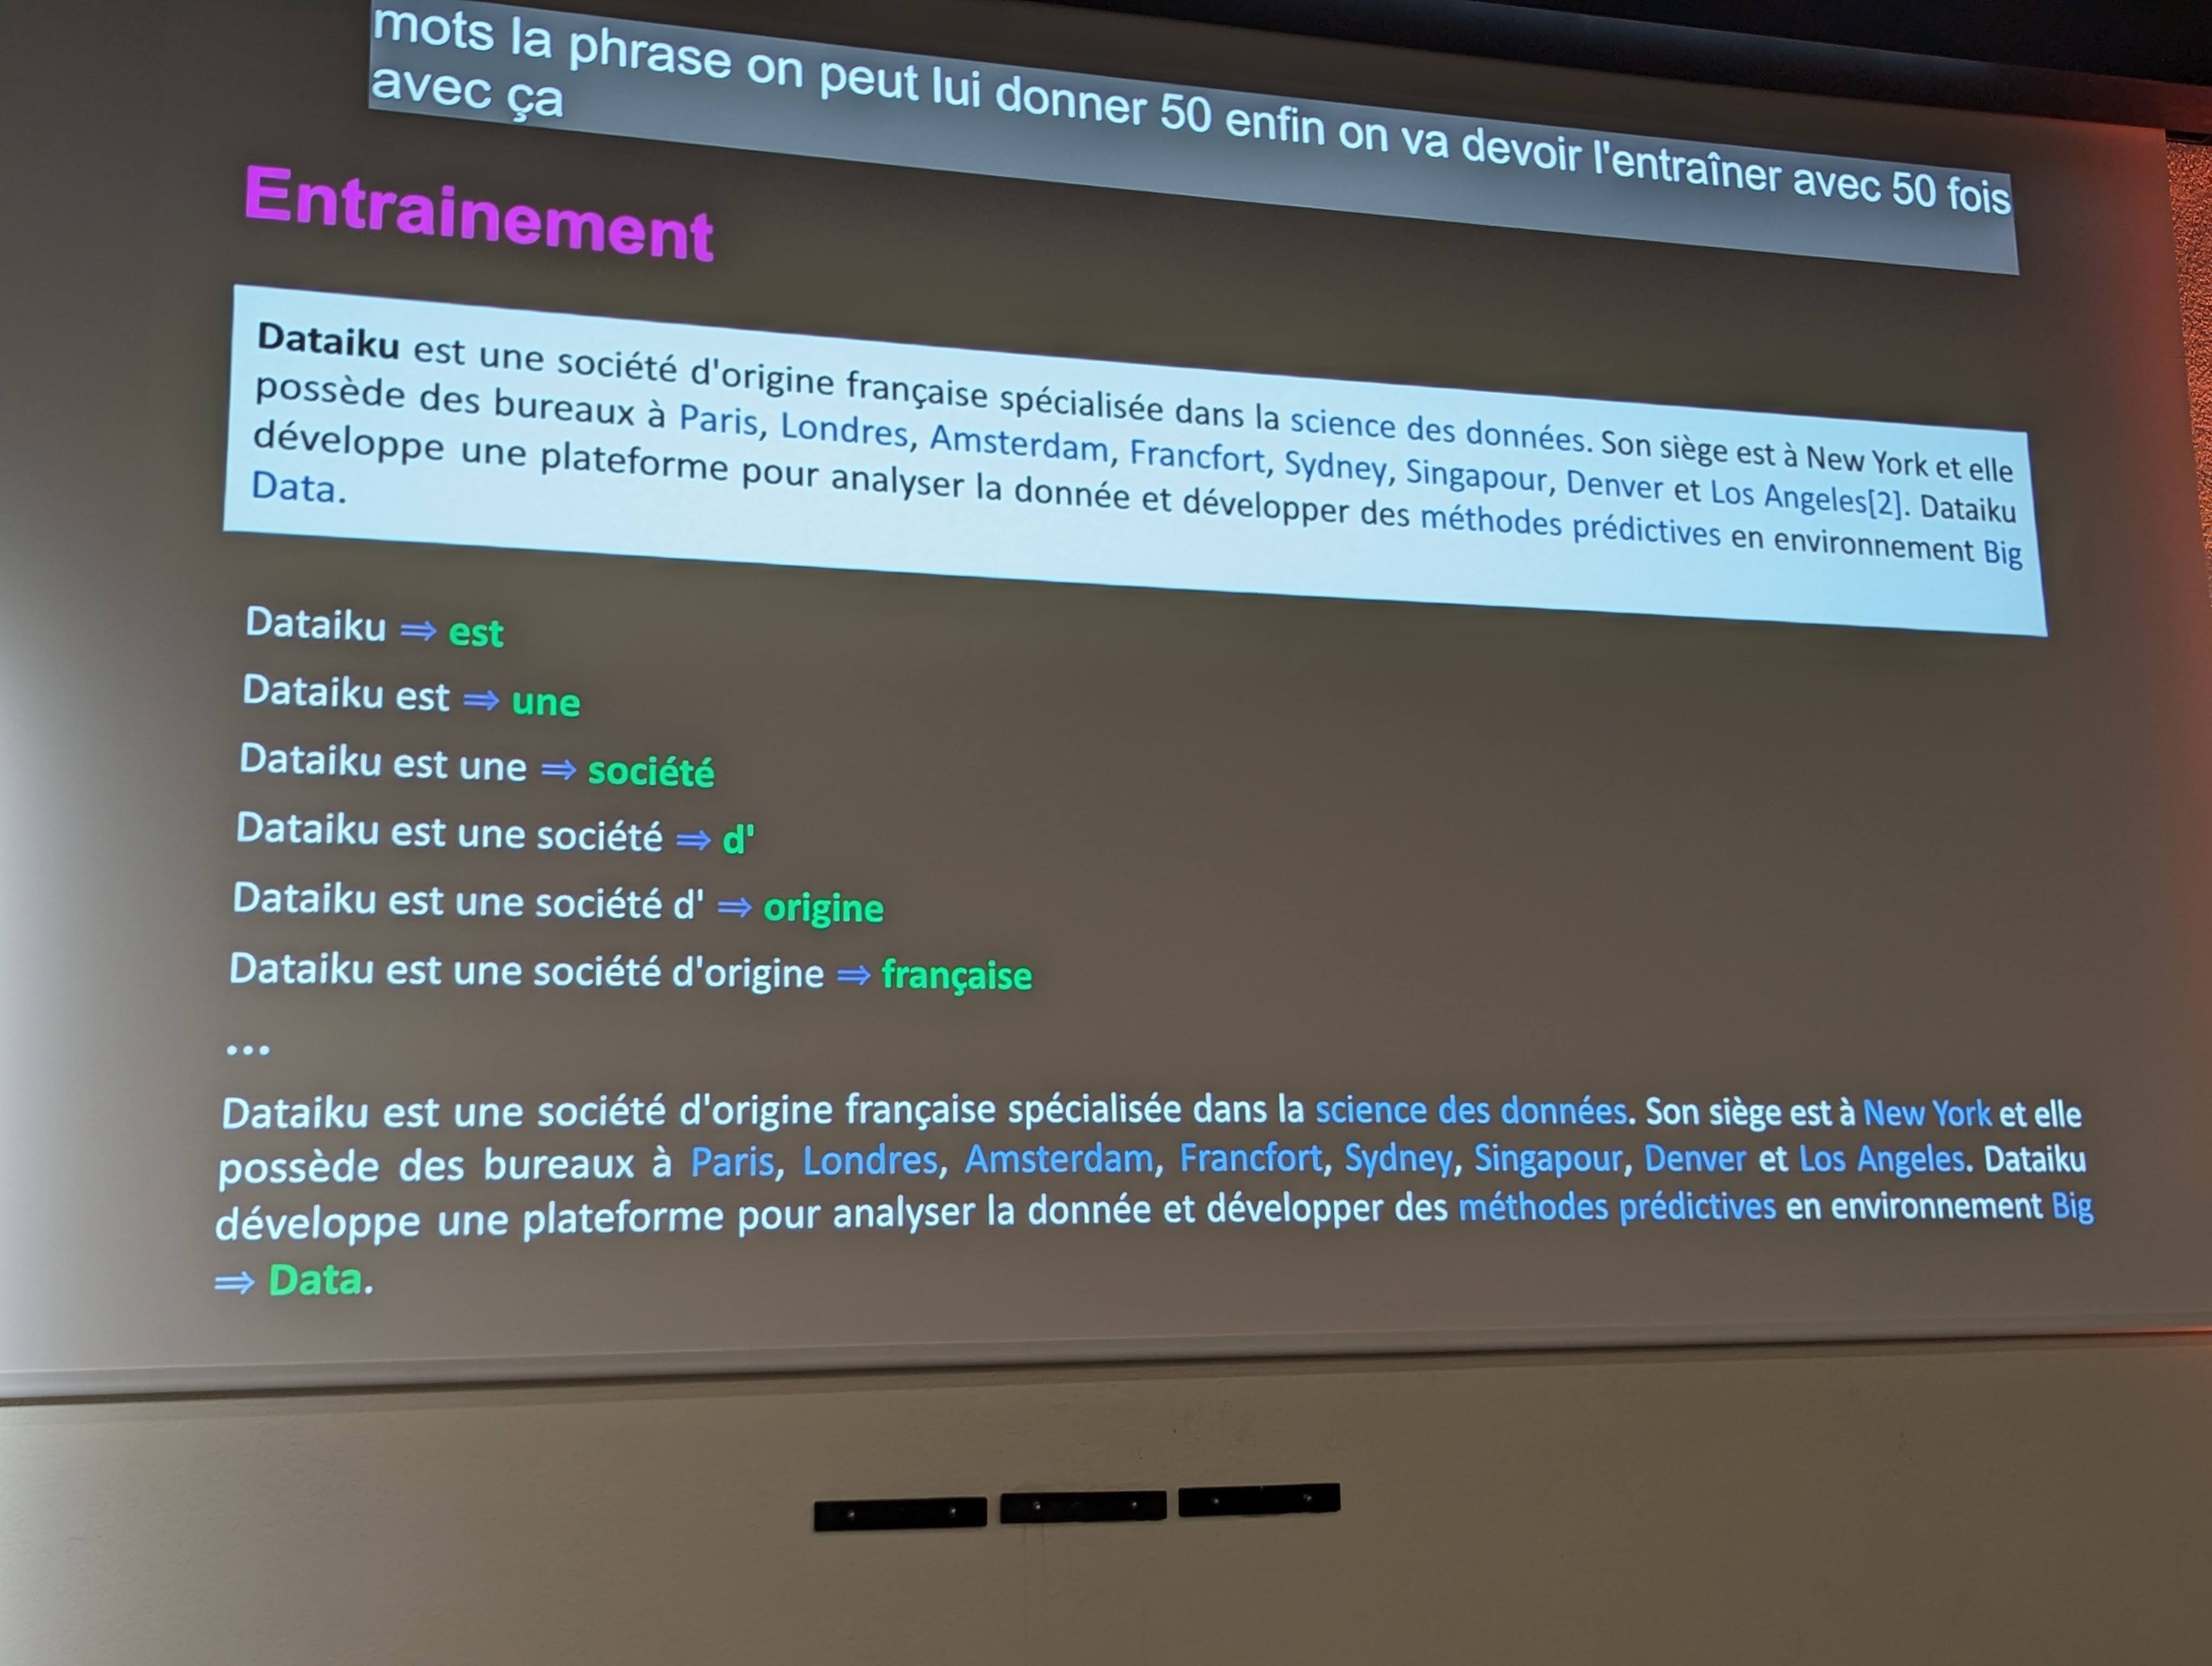 mots la phrase on peut lui donner 50 enfin on va devoir l'entraîner avec 50 fois
avec ça
Entrainement
Dataiku est une société d'origine française spécialisée dans la science des données. Son siège est à New York et elle
possède des bureaux à Paris, Londres, Amsterdam, Francfort, Sydney, Singapour, Denver et Los Angeles[2]. Dataiku
développe une plateforme pour analyser la donnée et développer des méthodes prédictives en environnement Big
Data.
Dataiku ⇒ est
Dataiku est ⇒ une
Dataiku est une ⇒ société
Dataiku est une société ⇒ d'
Dataiku est une société d' ⇒ origine
Dataiku est une société d'origine ⇒ française
...
Dataiku est une société d'origine française spécialisée dans la science des données. Son siège est à New York et elle
possède des bureaux à Paris, Londres, Amsterdam, Francfort, Sydney, Singapour, Denver et Los Angeles. Dataiku
développe une plateforme pour analyser la donnée et développer des méthodes prédictives en environnement Big
⇒ Data.